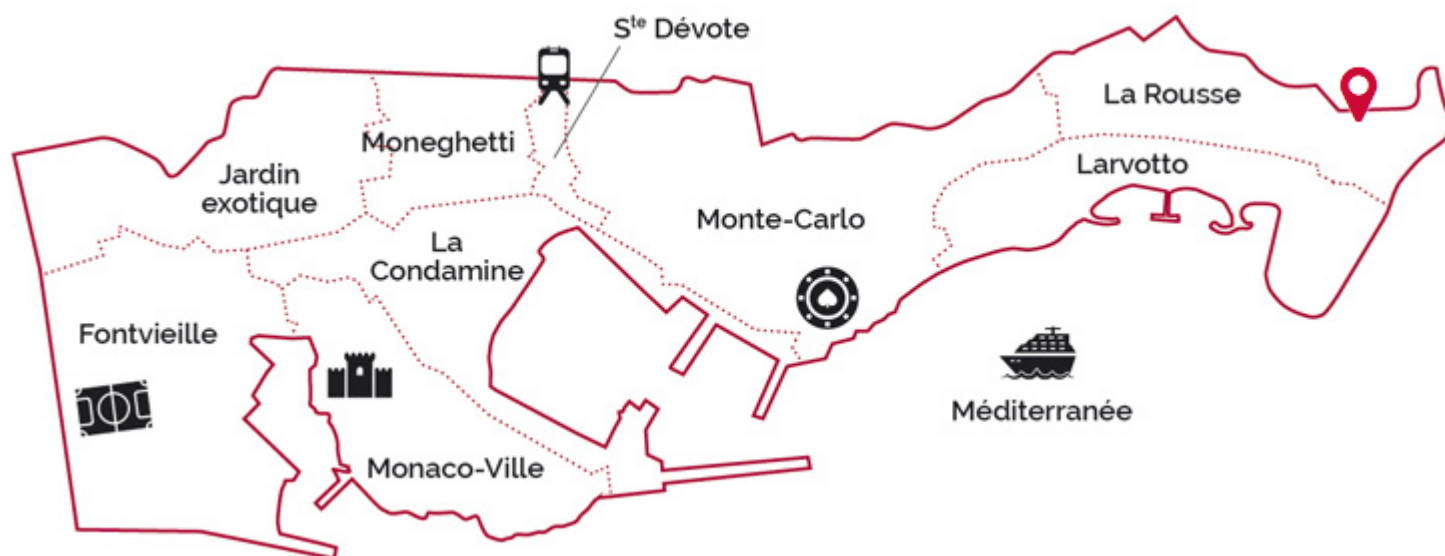 Sᵗᵉ Dévote
La Rousse
Moneghetti
Larvotto
Jardin
exotique
Monte-Carlo
La
Condamine
Fontvieille
Méditerranée
Monaco-Ville